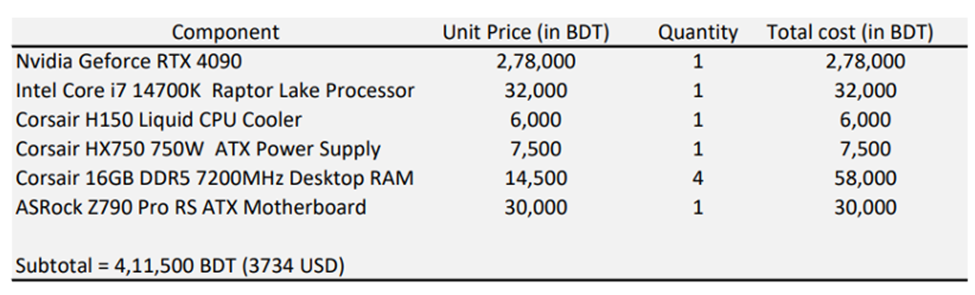 Component Unit Price (in BDT) Quantity Total cost (in BDT)
Nvidia Geforce RTX 4090 2,78,000 1 2,78,000
Intel Core i7 14700K Raptor Lake Processor 32,000 1 32,000
Corsair H150 Liquid CPU Cooler 6,000 1 6,000
Corsair HX750 750W ATX Power Supply 7,500 1 7,500
Corsair 16GB DDR5 7200MHz Desktop RAM 14,500 4 58,000
ASRock Z790 Pro RS ATX Motherboard 30,000 1 30,000
Subtotal = 4,11,500 BDT (3734 USD)